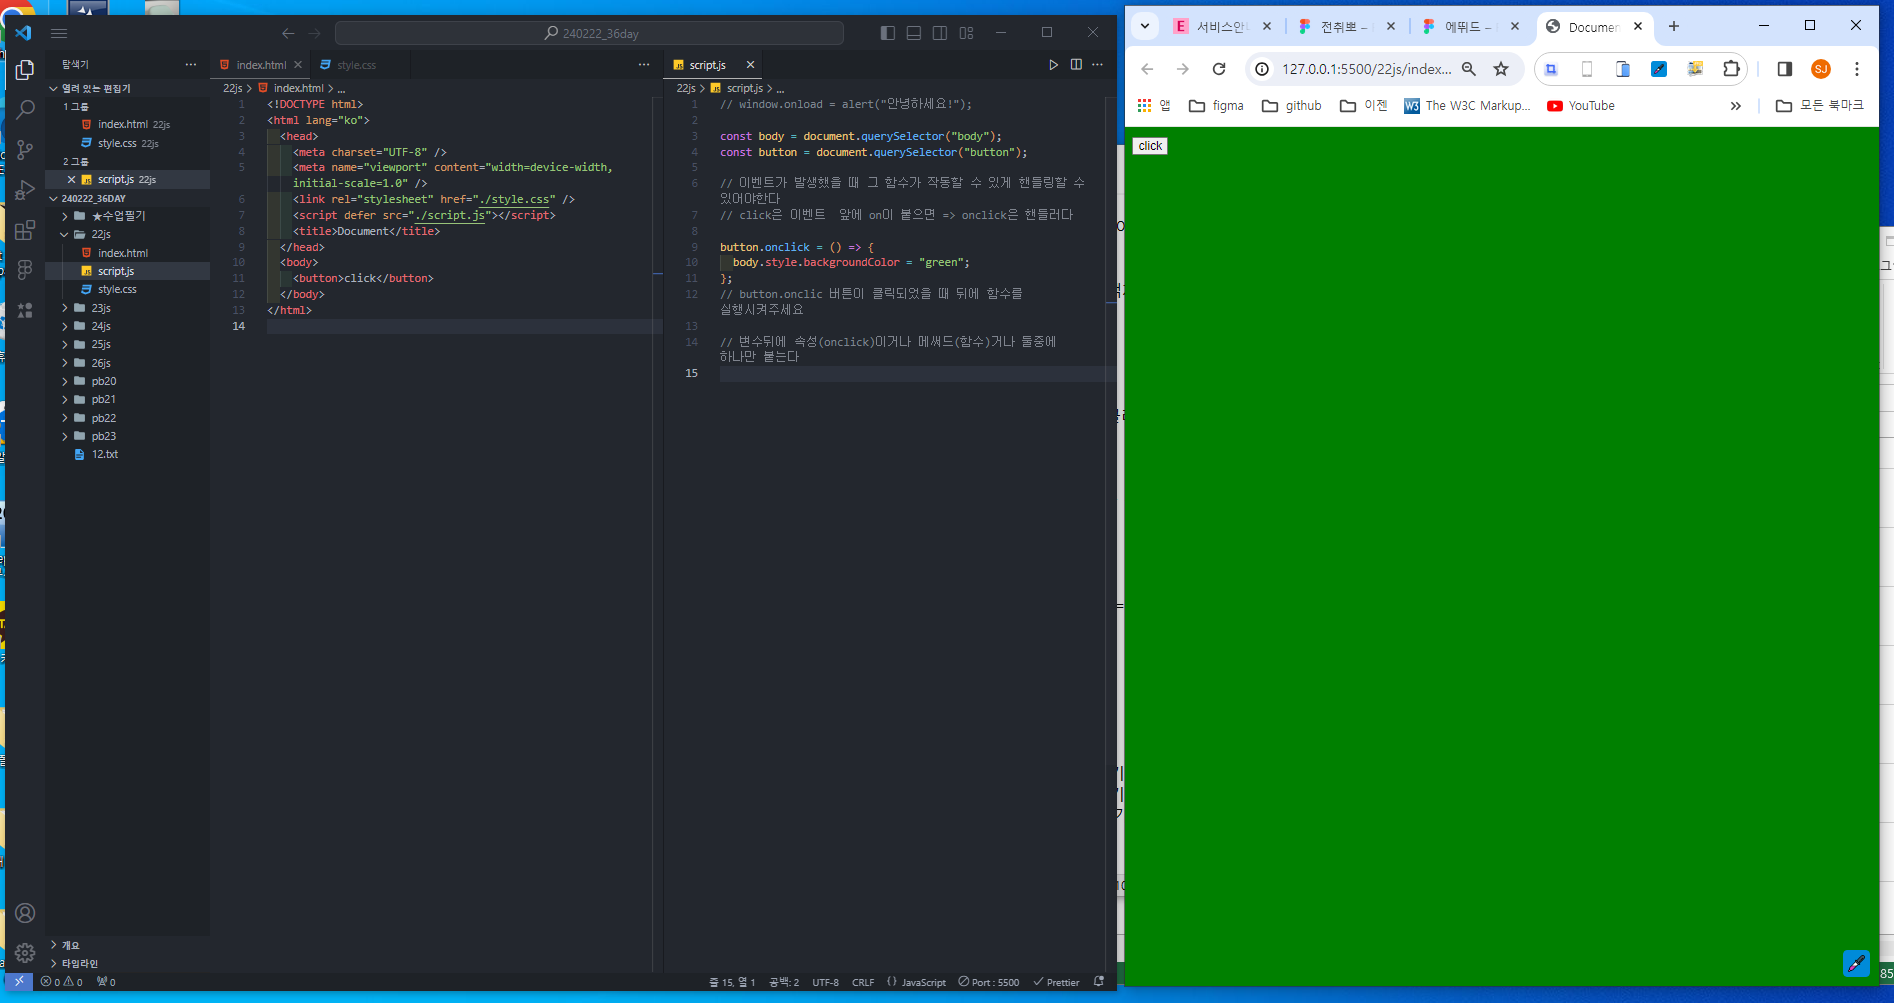 240222_36day
탐색기
열려 있는 편집기
1 그룹
index.html 22js
style.css 22js
2 그룹
script.js 22js
240222_36DAY
★수업필기
22js
index.html
script.js
style.css
23js
24js
25js
26js
pb20
pb21
pb22
pb23
12.txt
개요
타임라인
index.html
style.css
22js > index.html > ...
1 <!DOCTYPE html>
2 <html lang="ko">
3 <head>
4 <meta charset="UTF-8" />
5 <meta name="viewport" content="width=device-width,
initial-scale=1.0" />
6 <link rel="stylesheet" href="./style.css" />
7 <script defer src="./script.js"></script>
8 <title>Document</title>
9 </head>
10 <body>
11 <button>click</button>
12 </body>
13 </html>
14
script.js
22js > script.js > ...
1 // window.onload = alert("안녕하세요!");
2
3 const body = document.querySelector("body");
4 const button = document.querySelector("button");
5
6 // 이벤트가 발생했을 때 그 함수가 작동할 수 있게 핸들링할 수
있어야한다
7 // click은 이벤트  앞에 on이 붙으면 => onclick은 핸들러다
8
9 button.onclick = () => {
10 body.style.backgroundColor = "green";
11 };
12 // button.onclic 버튼이 클릭되었을 때 뒤에 함수를
실행시켜주세요
13
14 // 변수뒤에 속성(onclick)이거나 메써드(함수)거나 둘중에
하나만 붙는다
15
0 0 0
줄 15, 열 1 공백: 2 UTF-8 CRLF {} JavaScript Port : 5500 Prettier
서비스안
전취뽀 –
에뛰드 –
Documen
127.0.0.1:5500/22js/index...
SJ
앱 figma github 이젠 W3 The W3C Markup... YouTube » 모든 북마크
click
85